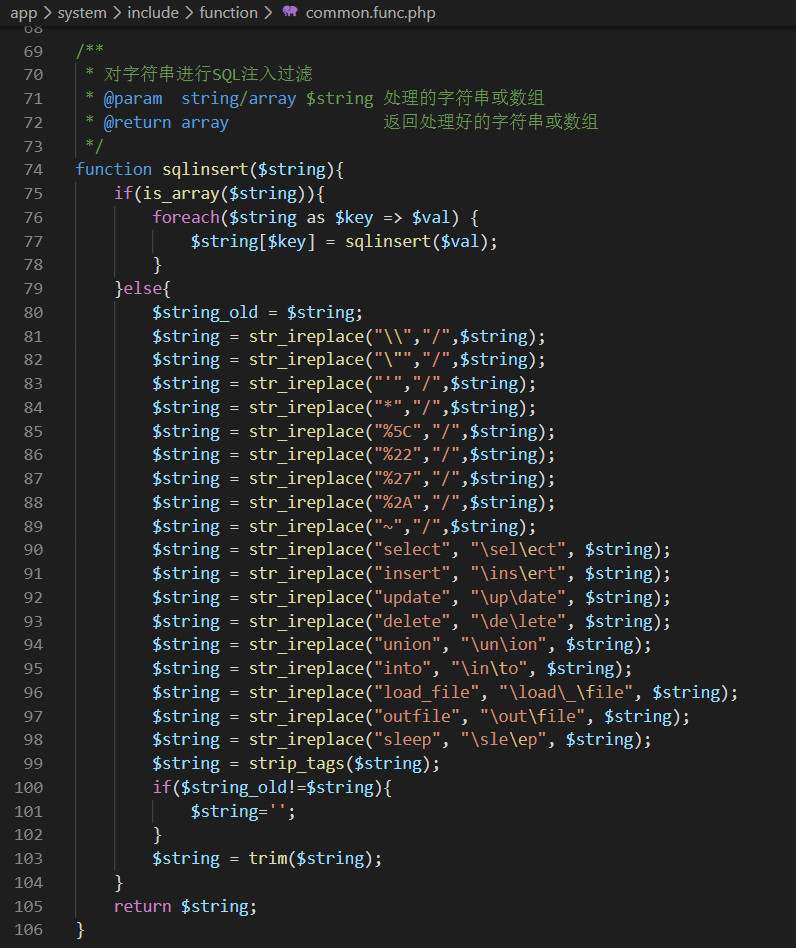 app > system > include > function > common.func.php
68
69 /**
70  * 对字符串进行SQL注入过滤
71  * @param  string/array $string 处理的字符串或数组
72  * @return array                返回处理好的字符串或数组
73  */
74 function sqlinsert($string){
75     if(is_array($string)){
76         foreach($string as $key => $val) {
77             $string[$key] = sqlinsert($val);
78         }
79     }else{
80         $string_old = $string;
81         $string = str_ireplace("\\","/",$string);
82         $string = str_ireplace("\"","/",$string);
83         $string = str_ireplace("'","/",$string);
84         $string = str_ireplace("*","/",$string);
85         $string = str_ireplace("%5C","/",$string);
86         $string = str_ireplace("%22","/",$string);
87         $string = str_ireplace("%27","/",$string);
88         $string = str_ireplace("%2A","/",$string);
89         $string = str_ireplace("~","/",$string);
90         $string = str_ireplace("select", "\sel\ect", $string);
91         $string = str_ireplace("insert", "\ins\ert", $string);
92         $string = str_ireplace("update", "\up\date", $string);
93         $string = str_ireplace("delete", "\de\lete", $string);
94         $string = str_ireplace("union", "\un\ion", $string);
95         $string = str_ireplace("into", "\in\to", $string);
96         $string = str_ireplace("load_file", "\load\_\file", $string);
97         $string = str_ireplace("outfile", "\out\file", $string);
98         $string = str_ireplace("sleep", "\sle\ep", $string);
99         $string = strip_tags($string);
100         if($string_old!=$string){
101             $string='';
102         }
103         $string = trim($string);
104     }
105     return $string;
106 }